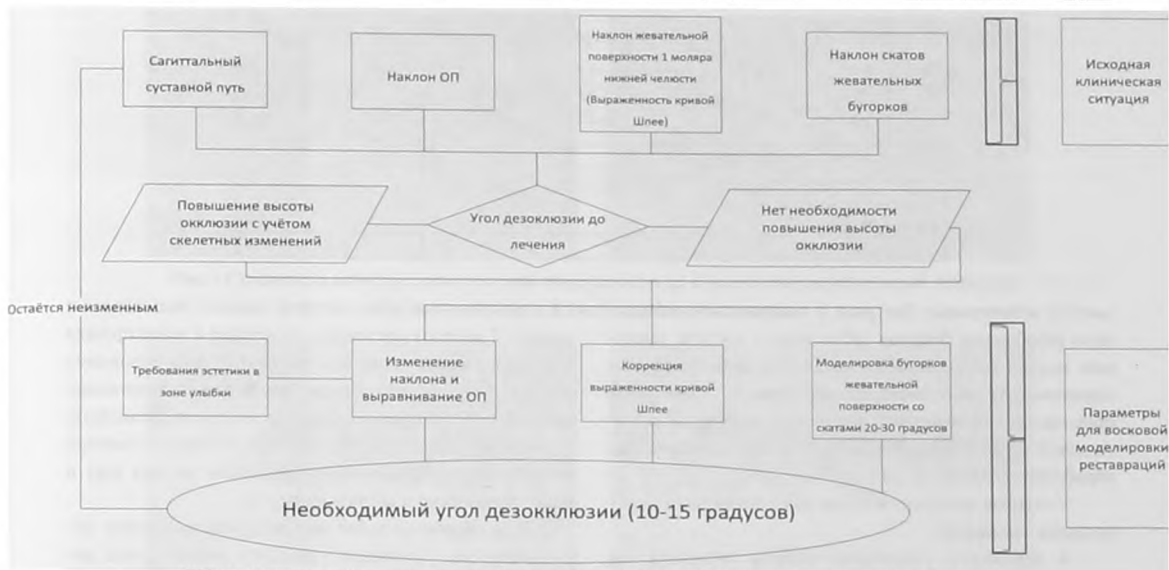 Сагиттальный
суставной путь
Наклон ОП
Наклон жевательной
поверхности 1 моляра
нижней челюсти
(Выраженность кривой
Шпее)
Наклон скатов
жевательных
бугорков
Исходная
клиническая
ситуация
Повышение высоты
окклюзии с учётом
скелетных изменений
Угол дезоклюзии до
лечения
Нет необходимости
повышения высоты
окклюзии
Остаётся неизменным
Требования эстетики в
зоне улыбки
Изменение
наклона и
выравнивание ОП
Коррекция
выраженности кривой
Шпее
Моделировка буторков
жевательной
поверхности со
скатами 20-30 градусов
Параметры
для восковой
моделировки
реставраций
Необходимый угол дезокклюзии (10-15 градусов)